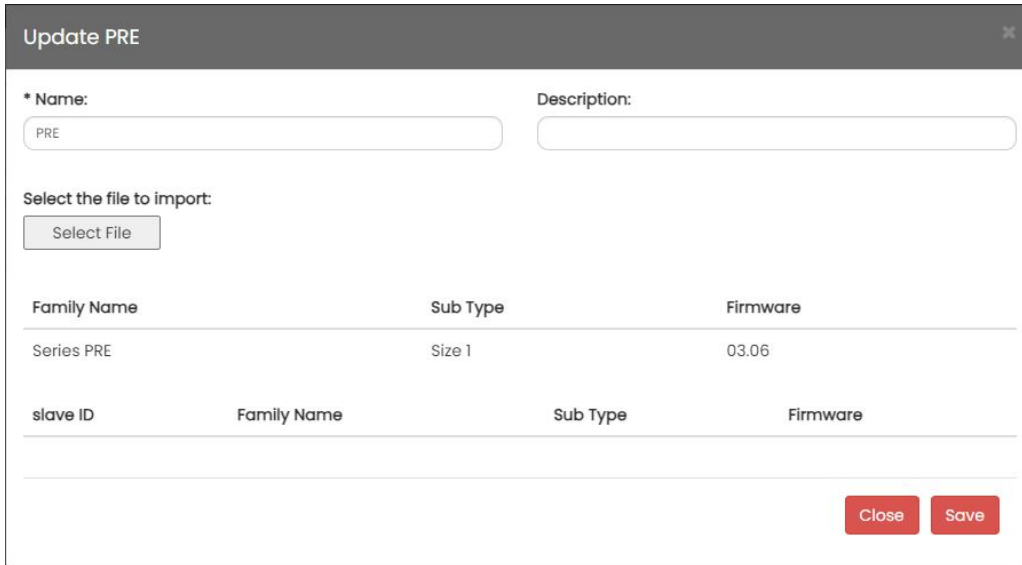 Update PRE ×
* Name: Description:
PRE
Select the file to import:
Select File
Family Name Sub Type Firmware
Series PRE Size 1 03.06
slave ID Family Name Sub Type Firmware
Close Save